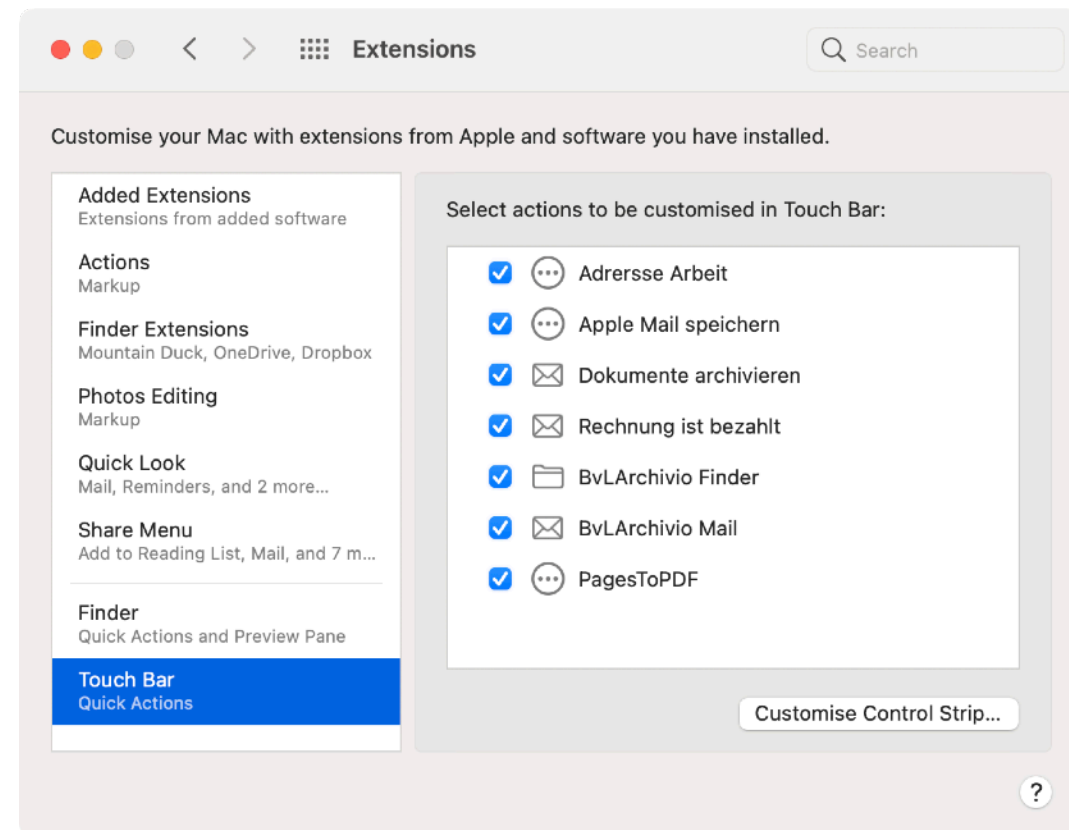 Extensions
Search
Customise your Mac with extensions from Apple and software you have installed.
Added Extensions
Extensions from added software
Actions
Markup
Finder Extensions
Mountain Duck, OneDrive, Dropbox
Photos Editing
Markup
Quick Look
Mail, Reminders, and 2 more...
Share Menu
Add to Reading List, Mail, and 7 m...
Finder
Quick Actions and Preview Pane
Touch Bar
Quick Actions
Select actions to be customised in Touch Bar:
Adrersse Arbeit
Apple Mail speichern
Dokumente archivieren
Rechnung ist bezahlt
BvLArchivio Finder
BvLArchivio Mail
PagesToPDF
Customise Control Strip...
?